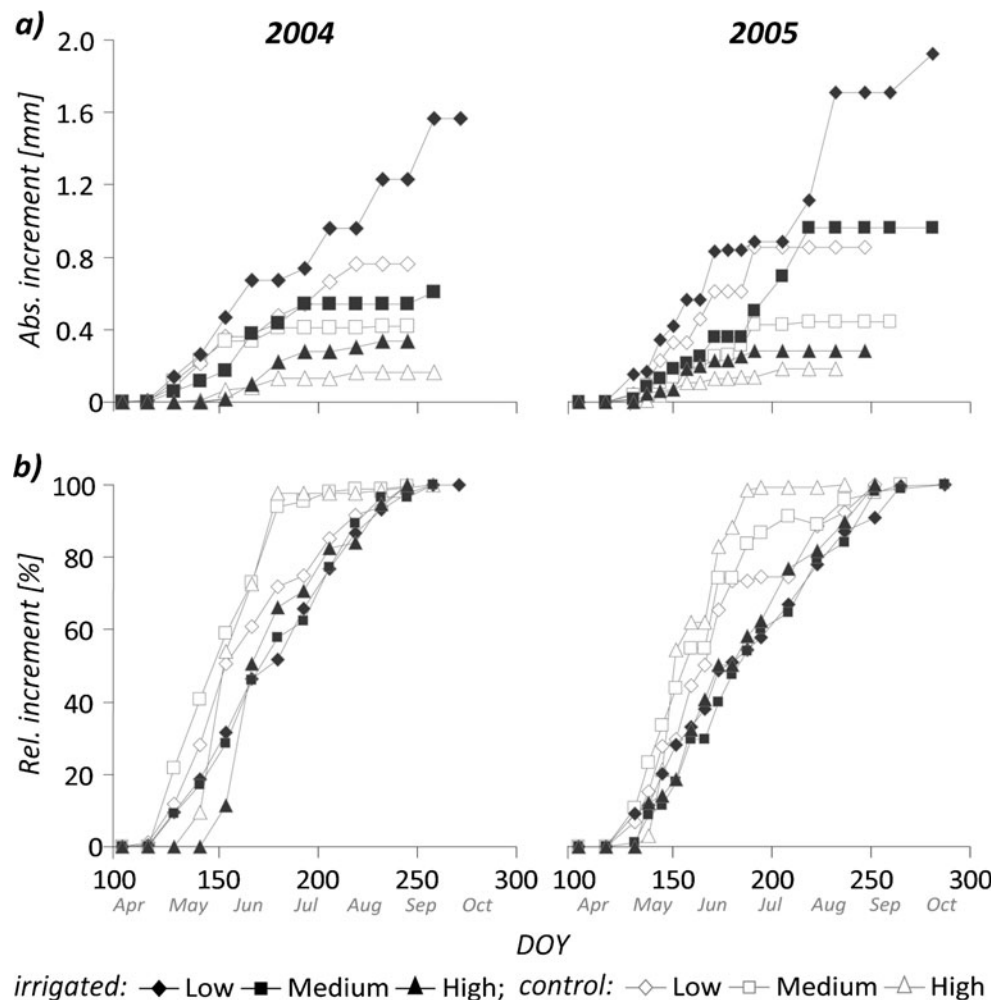 a)
2004
2005
Abs. increment [mm]
2.0
1.6
1.2
0.8
0.4
0
b)
Rel. increment [%]
100
80
60
40
20
0
100 150 200 250 300
100 150 200 250 300
Apr May Jun Jul Aug Sep Oct
Apr May Jun Jul Aug Sep Oct
DOY
irrigated: Low Medium High; control: Low Medium High